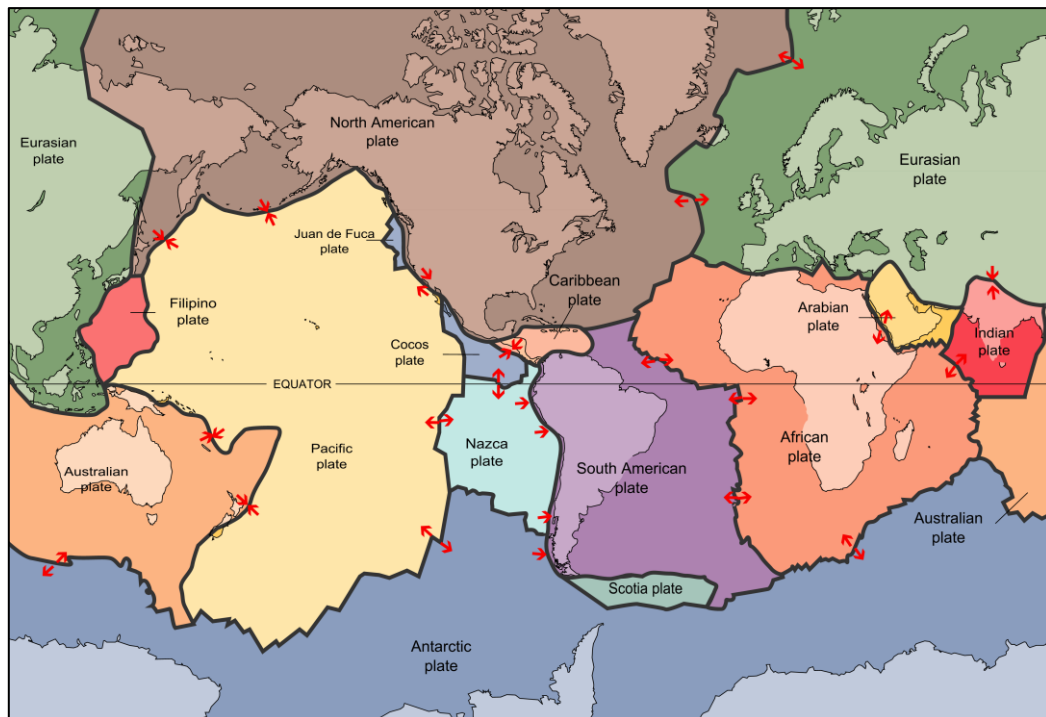 North American
plate
Eurasian
plate
Eurasian
plate
Juan de Fuca
plate
Caribbean
plate
Filipino
plate
Arabian
plate
Indian
plate
Cocos
plate
EQUATOR
Pacific
plate
Nazca
plate
African
plate
Australian
plate
South American
plate
Australian
plate
Scotia plate
Antarctic
plate